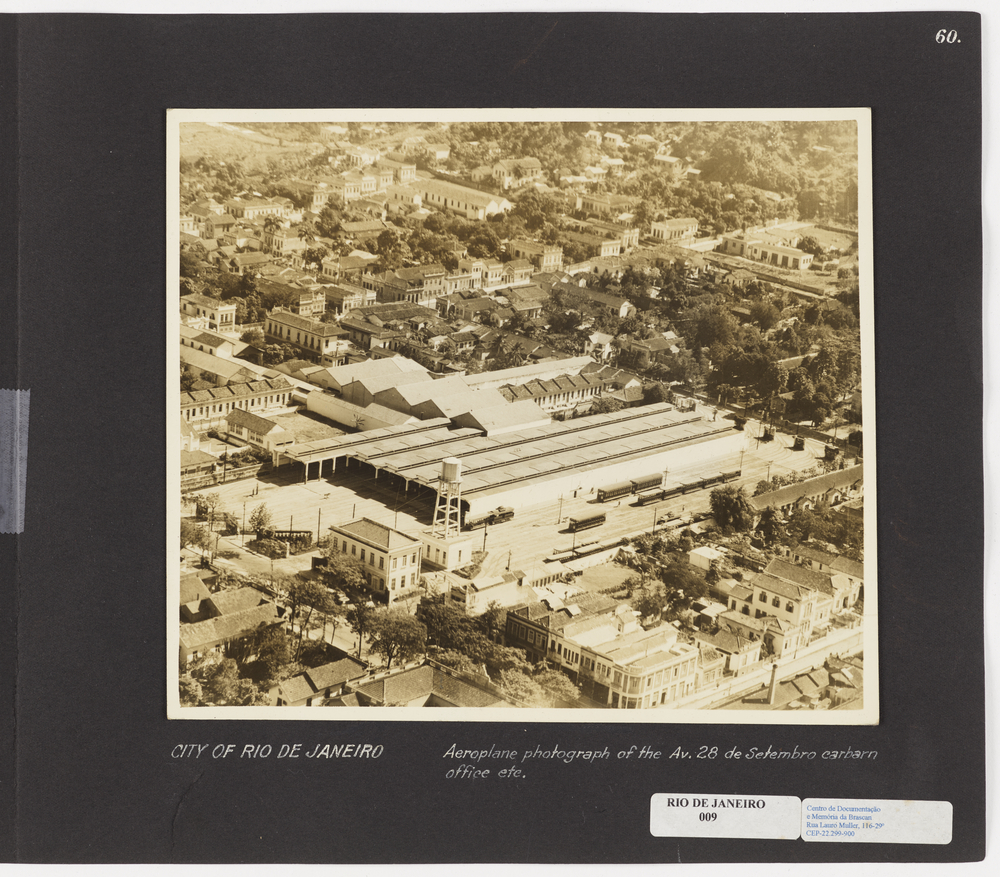 60.
CITY OF RIO DE JANEIRO
Aeroplane photograph of the Av. 28 de Setembro carbarn
office etc.
RIO DE JANEIRO
009
Centro de Documentação
e Memória da Brascan
Rua Lauro Muller, 116-29º
CEP-22.299-900